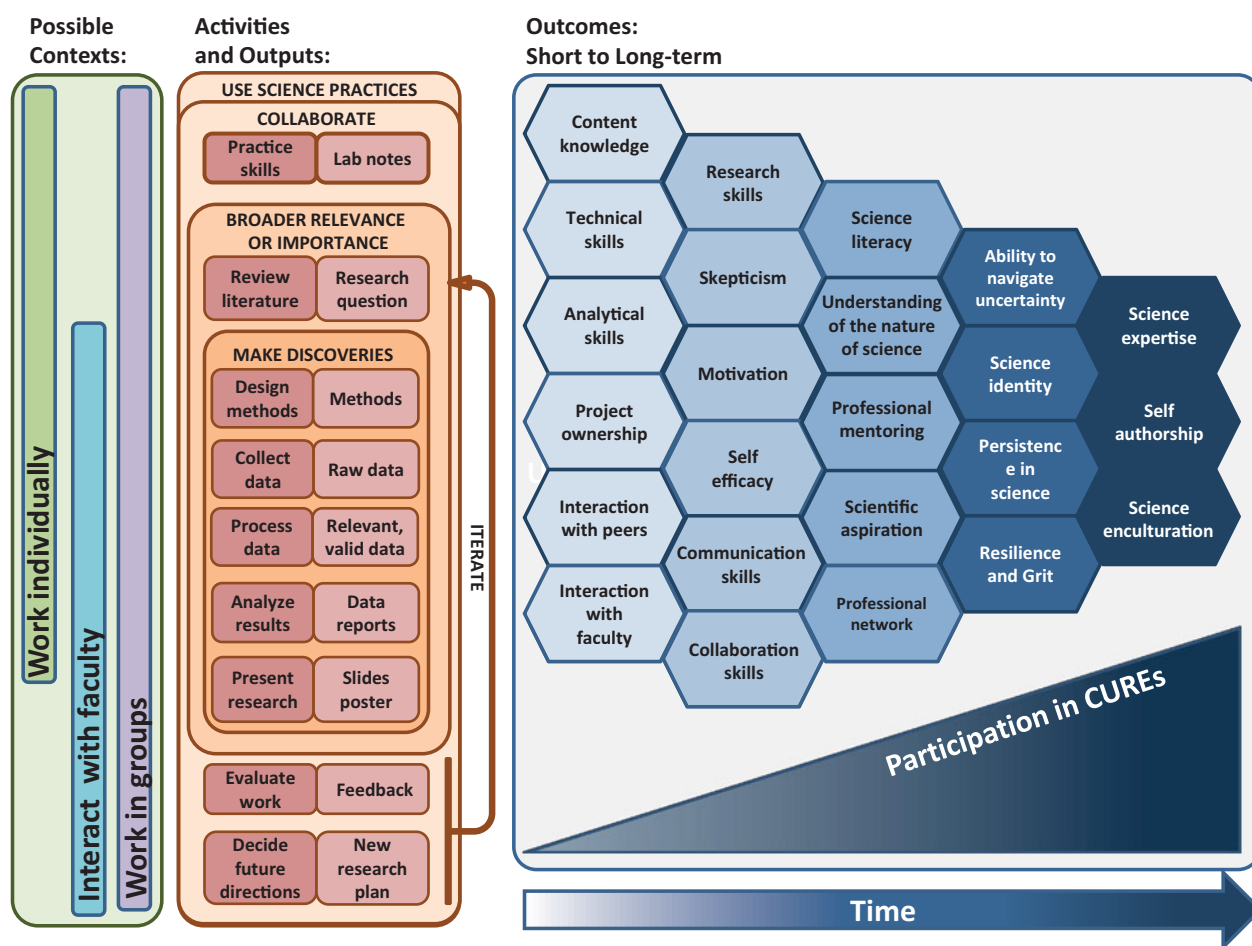 Possible
Contexts:
Activities
and Outputs:
Outcomes:
Short to Long-term
Work individually
Interact with faculty
Work in groups
USE SCIENCE PRACTICES
COLLABORATE
Practice
skills
Lab notes
BROADER RELEVANCE
OR IMPORTANCE
Review
literature
Research
question
MAKE DISCOVERIES
Design
methods
Methods
Collect
data
Raw data
Process
data
Relevant,
valid data
Analyze
results
Data
reports
Present
research
Slides
poster
Evaluate
work
Feedback
Decide
future
directions
New
research
plan
ITERATE
Content
knowledge
Technical
skills
Analytical
skills
Project
ownership
Interaction
with peers
Interaction
with
faculty
Research
skills
Skepticism
Motivation
Self
efficacy
Communication
skills
Collaboration
skills
Science
literacy
Understanding
of the nature
of science
Professional
mentoring
Scientific
aspiration
Professional
network
Ability to
navigate
uncertainty
Science
identity
Persistenc
e in
science
Resilience
and Grit
Science
expertise
Self
authorship
Science
enculturation
Participation in CUREs
Time